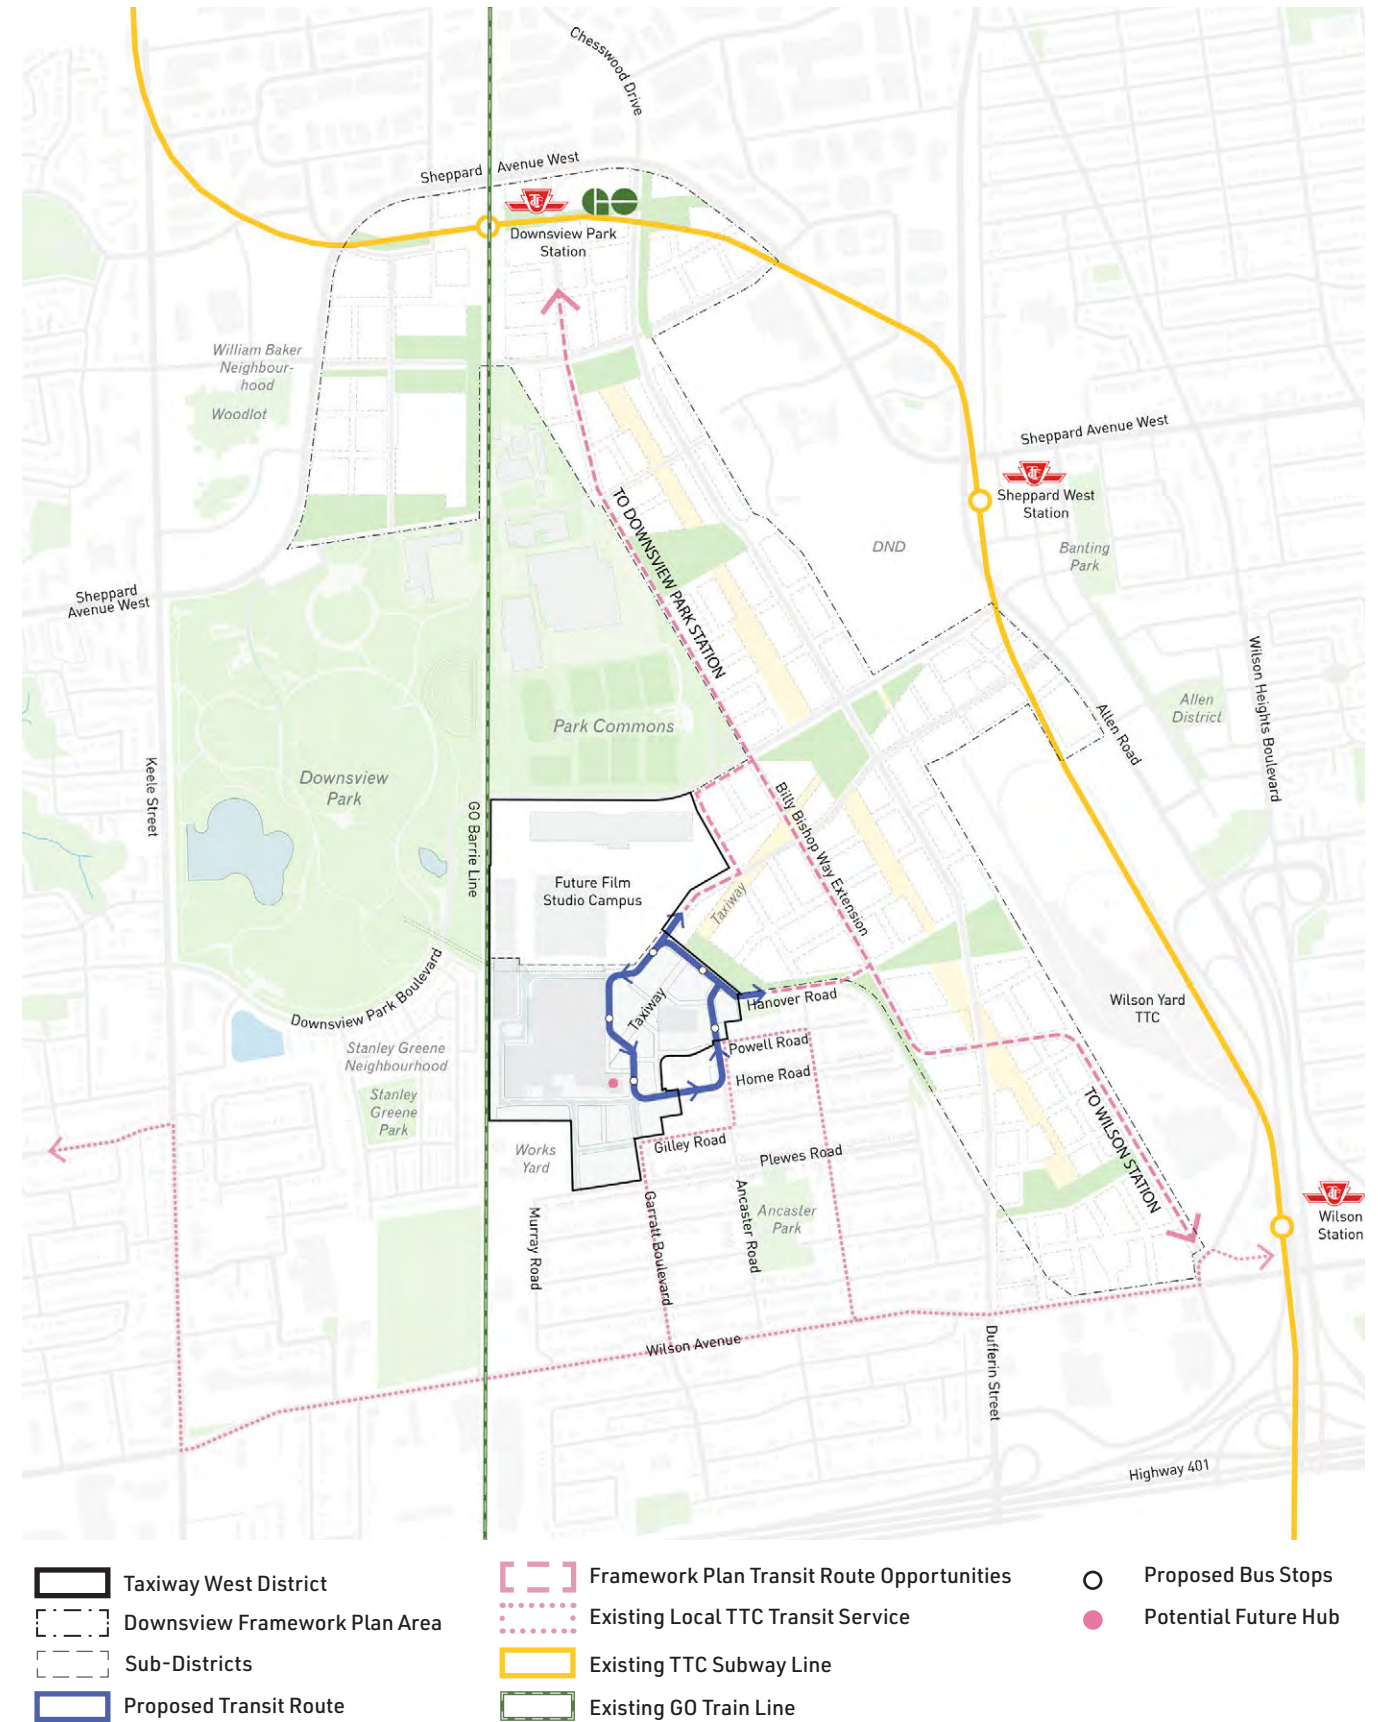 Chesswood Drive
Sheppard Avenue West
Downsview Park
Station
William Baker
Neighbour-
hood
Woodlot
Sheppard Avenue West
Sheppard West
Station
TO DOWNSVIEW PARK STATION
DND
Banting
Park
Sheppard
Avenue West
Wilson Heights Boulevard
Allen
District
Allen Road
Park Commons
Keele Street
Downsview
Park
GO Barrie Line
Billy Bishop Way Extension
Future Film
Studio Campus
Taxiway
Downsview Park Boulevard
Taxiway
Hanover Road
Wilson Yard
TTC
Stanley Greene
Neighbourhood
Powell Road
Home Road
Stanley
Greene
Park
TO WILSON STATION
Works
Yard
Gilley Road
Plewes Road
Murray Road
Garratt Boulevard
Ancaster Road
Ancaster
Park
Wilson
Station
Wilson Avenue
Dufferin Street
Highway 401
Taxiway West District
Downsview Framework Plan Area
Sub-Districts
Proposed Transit Route
Framework Plan Transit Route Opportunities
Existing Local TTC Transit Service
Existing TTC Subway Line
Existing GO Train Line
Proposed Bus Stops
Potential Future Hub